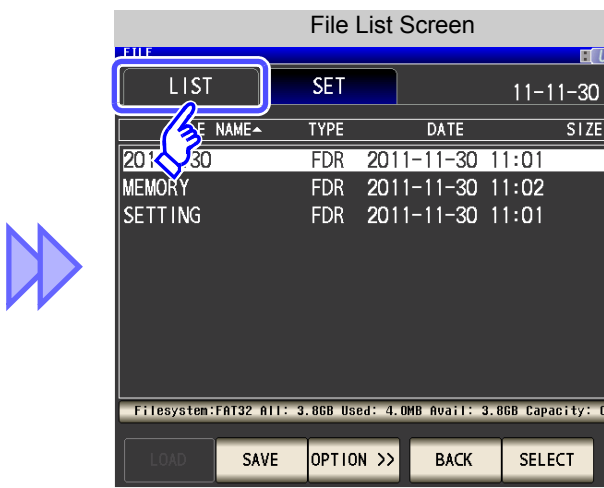 File List Screen
FILE
LIST SET 11-11-30
NAME▲ TYPE DATE SIZE
FDR 2011-11-30 11:01
MEMORY FDR 2011-11-30 11:02
SETTING FDR 2011-11-30 11:01
Filesystem:FAT32 All: 3.8GB Used: 4.0MB Avail: 3.8GB Capacity:
LOAD SAVE OPTION >> BACK SELECT